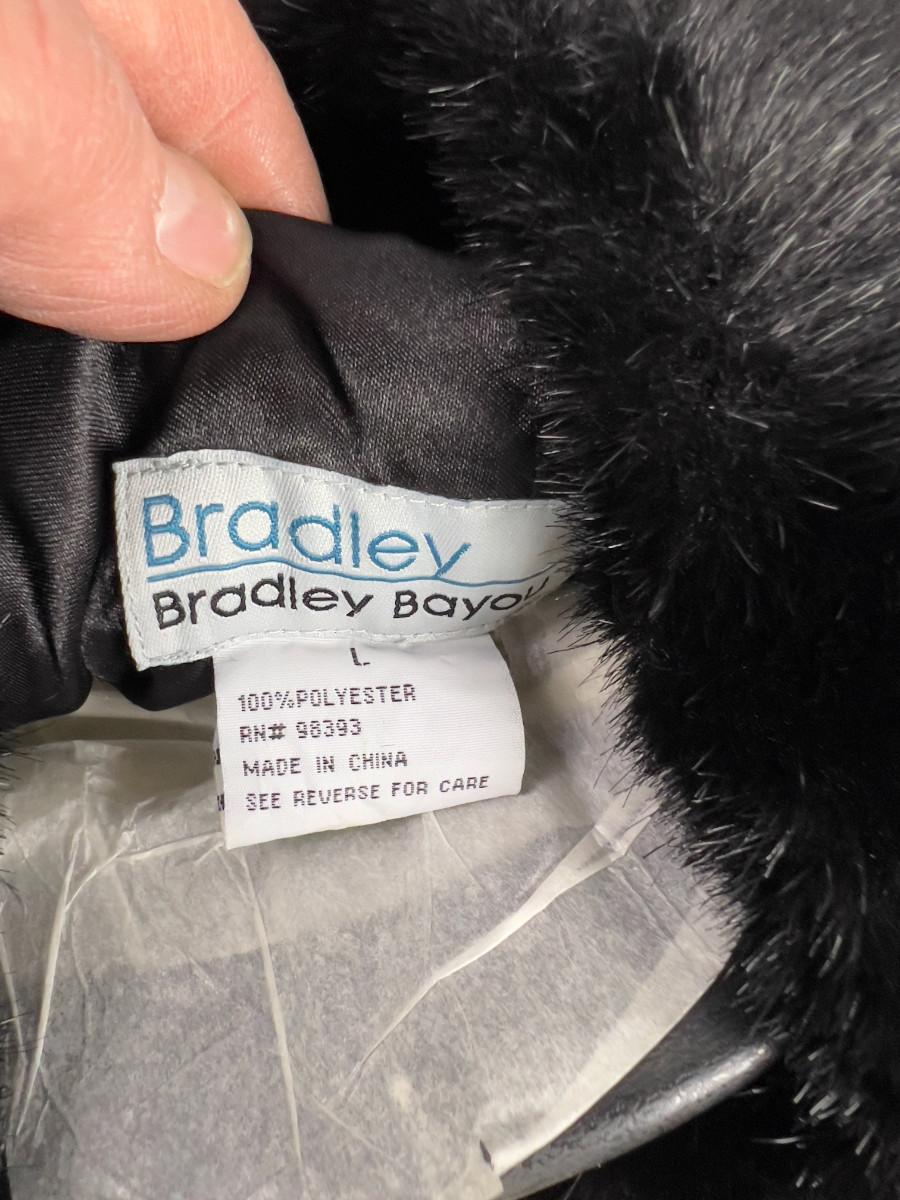 Bradley
Bradley Bayou
L
100%POLYESTER
RN# 98393
MADE IN CHINA
SEE REVERSE FOR CARE